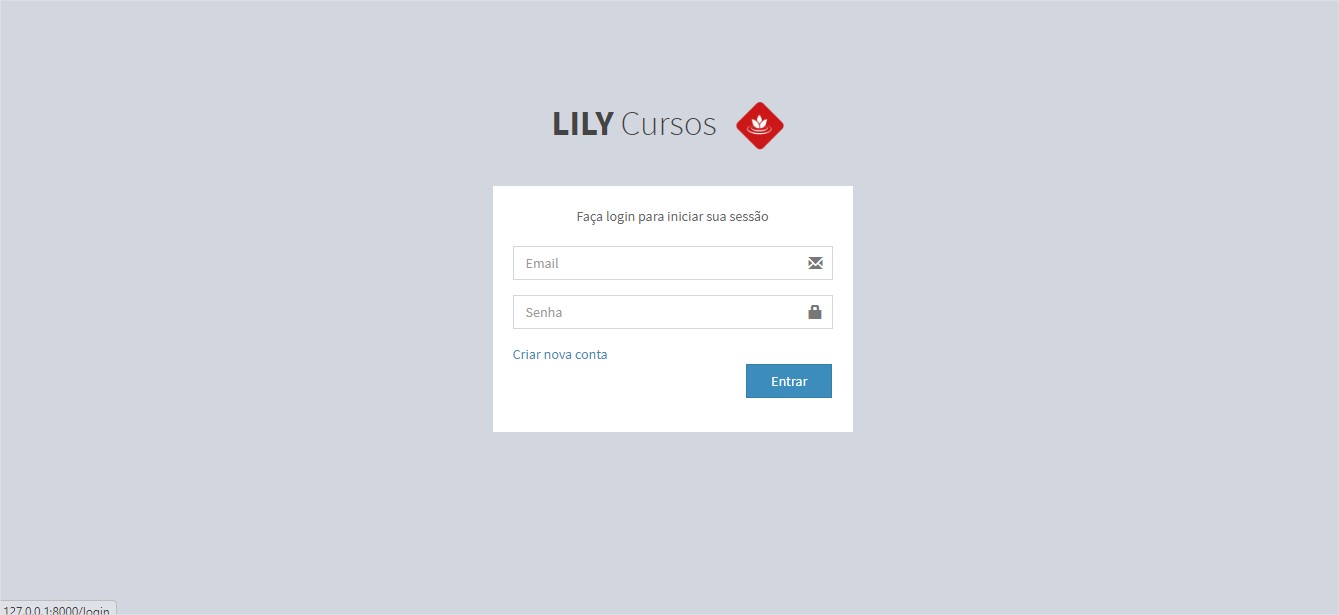 LILY Cursos
Faça login para iniciar sua sessão
Email
Senha
Criar nova conta
Entrar
127.0.0.1:8000/login